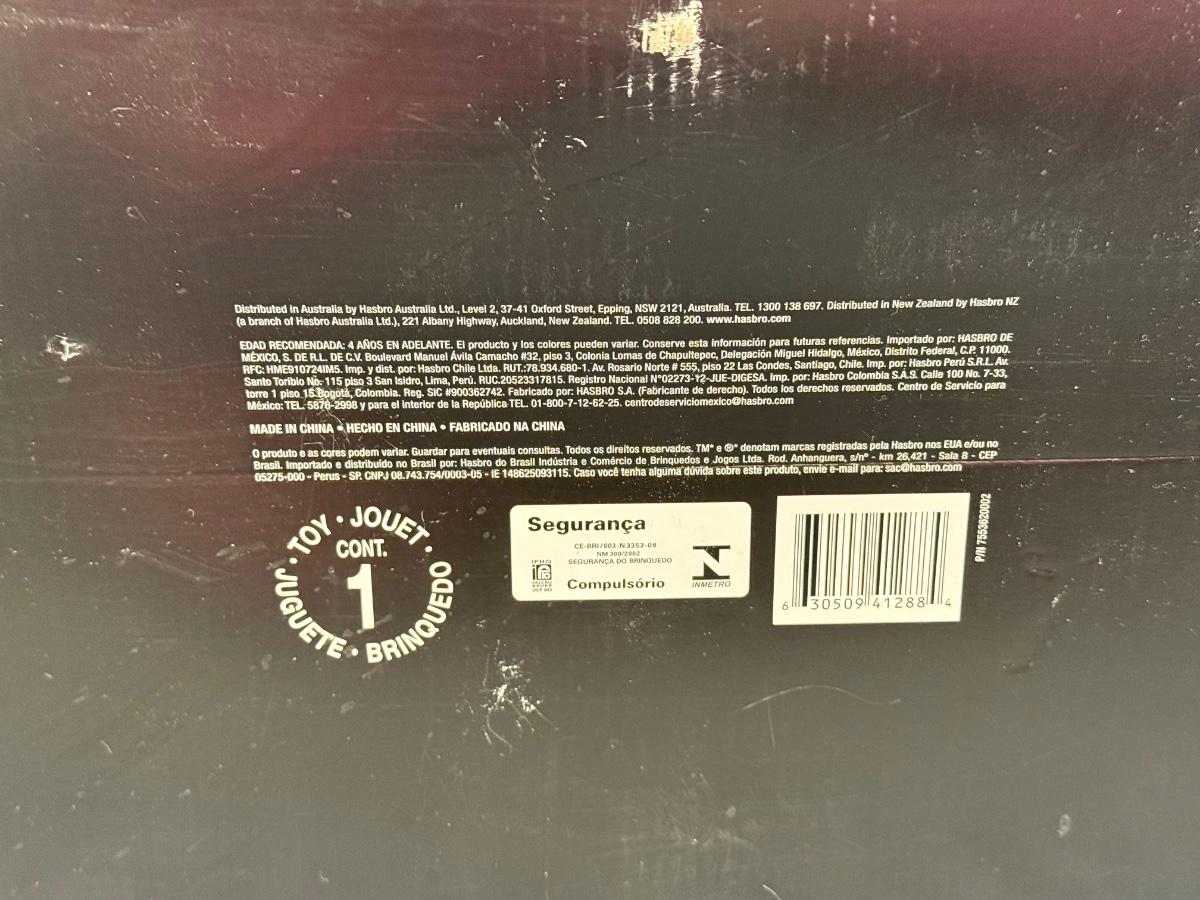 Distributed in Australia by Hasbro Australia Ltd., Level 2, 37-41 Oxford Street, Epping, NSW 2121, Australia. TEL. 1300 138 697. Distributed in New Zealand by Hasbro NZ
(a branch of Hasbro Australia Ltd.), 221 Albany Highway, Auckland, New Zealand. TEL. 0508 828 200. www.hasbro.com
EDAD RECOMENDADA: 4 AÑOS EN ADELANTE. El producto y los colores pueden variar. Conserve esta información para futuras referencias. Importado por: HASBRO DE
MÉXICO, S. DE R.L. DE C.V. Boulevard Manuel Ávila Camacho #32, piso 3, Colonia Lomas de Chapultepec, Delegación Miguel Hidalgo, México, Distrito Federal, C.P. 11000.
RFC: HME910724IM5. Imp. y dist. por: Hasbro Chile Ltda. RUT.:78.934.680-1. Av. Rosario Norte # 555, piso 22 Las Condes, Santiago, Chile. Imp. por: Hasbro Perú S.R.L. Av.
Santo Toribio No. 115 piso 3 San Isidro, Lima, Perú. RUC.20523317815. Registro Nacional N°02273-12-JUE-DIGESA. Imp. por: Hasbro Colombia S.A.S. Calle 100 No. 7-33,
torre 1 piso 15 Bogotá, Colombia. Reg. SIC #900362742. Fabricado por: HASBRO S.A. (Fabricante de derecho). Todos los derechos reservados. Centro de Servicio para
México: TEL. 5876-2998 y para el interior de la República TEL. 01-800-7-12-62-25. centrodeserviciomexico@hasbro.com
MADE IN CHINA • HECHO EN CHINA • FABRICADO NA CHINA
O produto e as cores podem variar. Guardar para eventuais consultas. Todos os direitos reservados. TM* e ®* denotam marcas registradas pela Hasbro nos EUA e/ou no
Brasil. Importado e distribuído no Brasil por: Hasbro do Brasil Indústria e Comércio de Brinquedos e Jogos Ltda. Rod. Anhanguera, s/nº - km 26,421 - Sala 8 - CEP
05275-000 - Perus - SP. CNPJ 08.743.754/0003-05 - IE 148625093115. Caso você tenha alguma dúvida sobre este produto, envie e-mail para: sac@hasbro.com
• TOY • JOUET •
CONT.
1
JUGUETE • BRINQUEDO
Segurança
CE-BRI/003-N3353-08
NM 300/2002
SEGURANÇA DO BRINQUEDO
Compulsório
INMETRO
6 30509 41288 4
P/N 7553620002